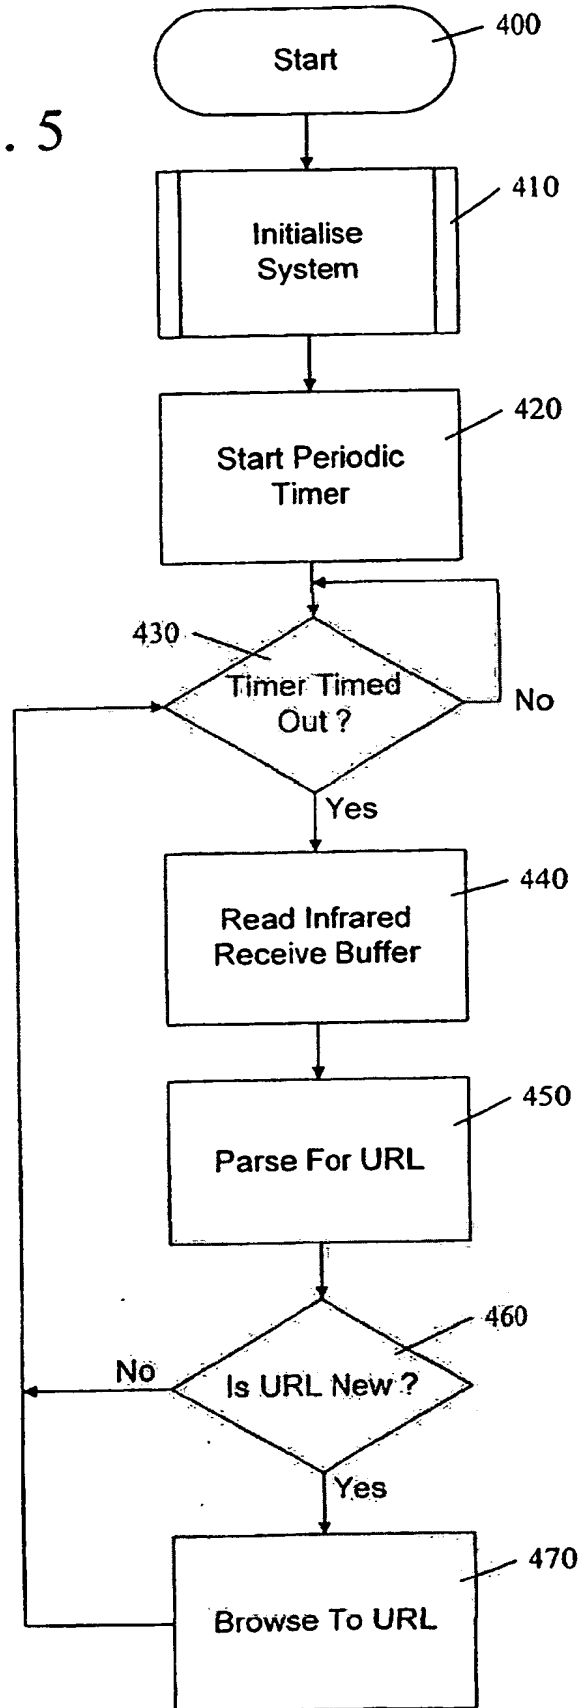 400
Start
. 5
410
Initialise
System
420
Start Periodic
Timer
430
Timer Timed
Out ?
No
Yes
440
Read Infrared
Receive Buffer
450
Parse For URL
460
No
Is URL New ?
Yes
470
Browse To URL